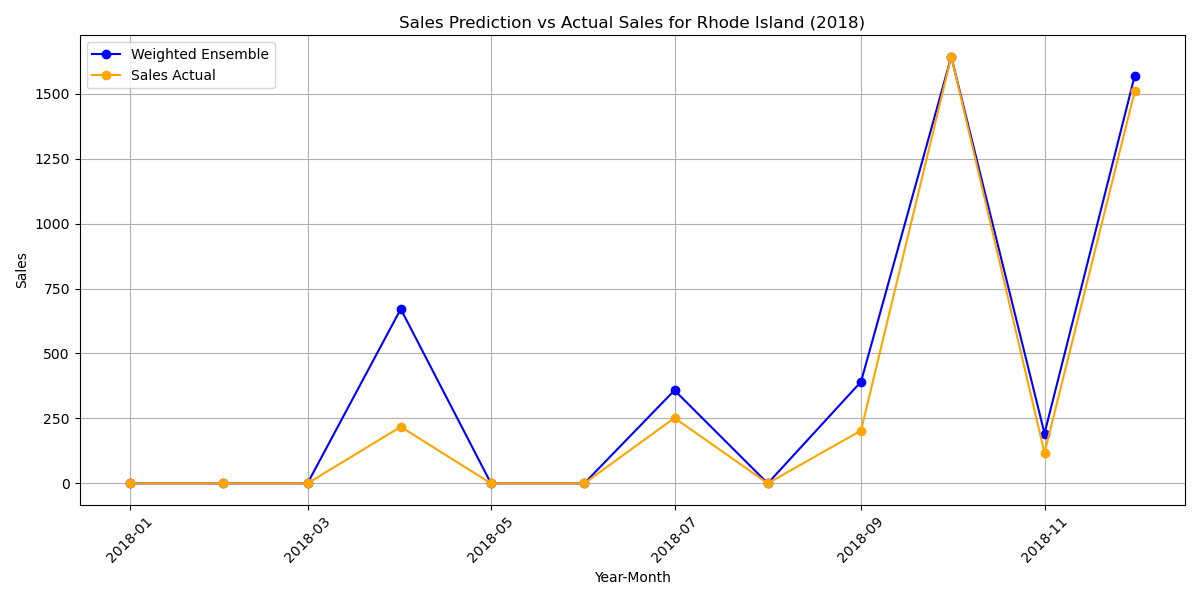 Sales Prediction vs Actual Sales for Rhode Island (2018)
Weighted Ensemble
Sales Actual
1500
1250
1000
750
500
250
0
Sales
2018-01
2018-03
2018-05
2018-07
2018-09
2018-11
Year-Month